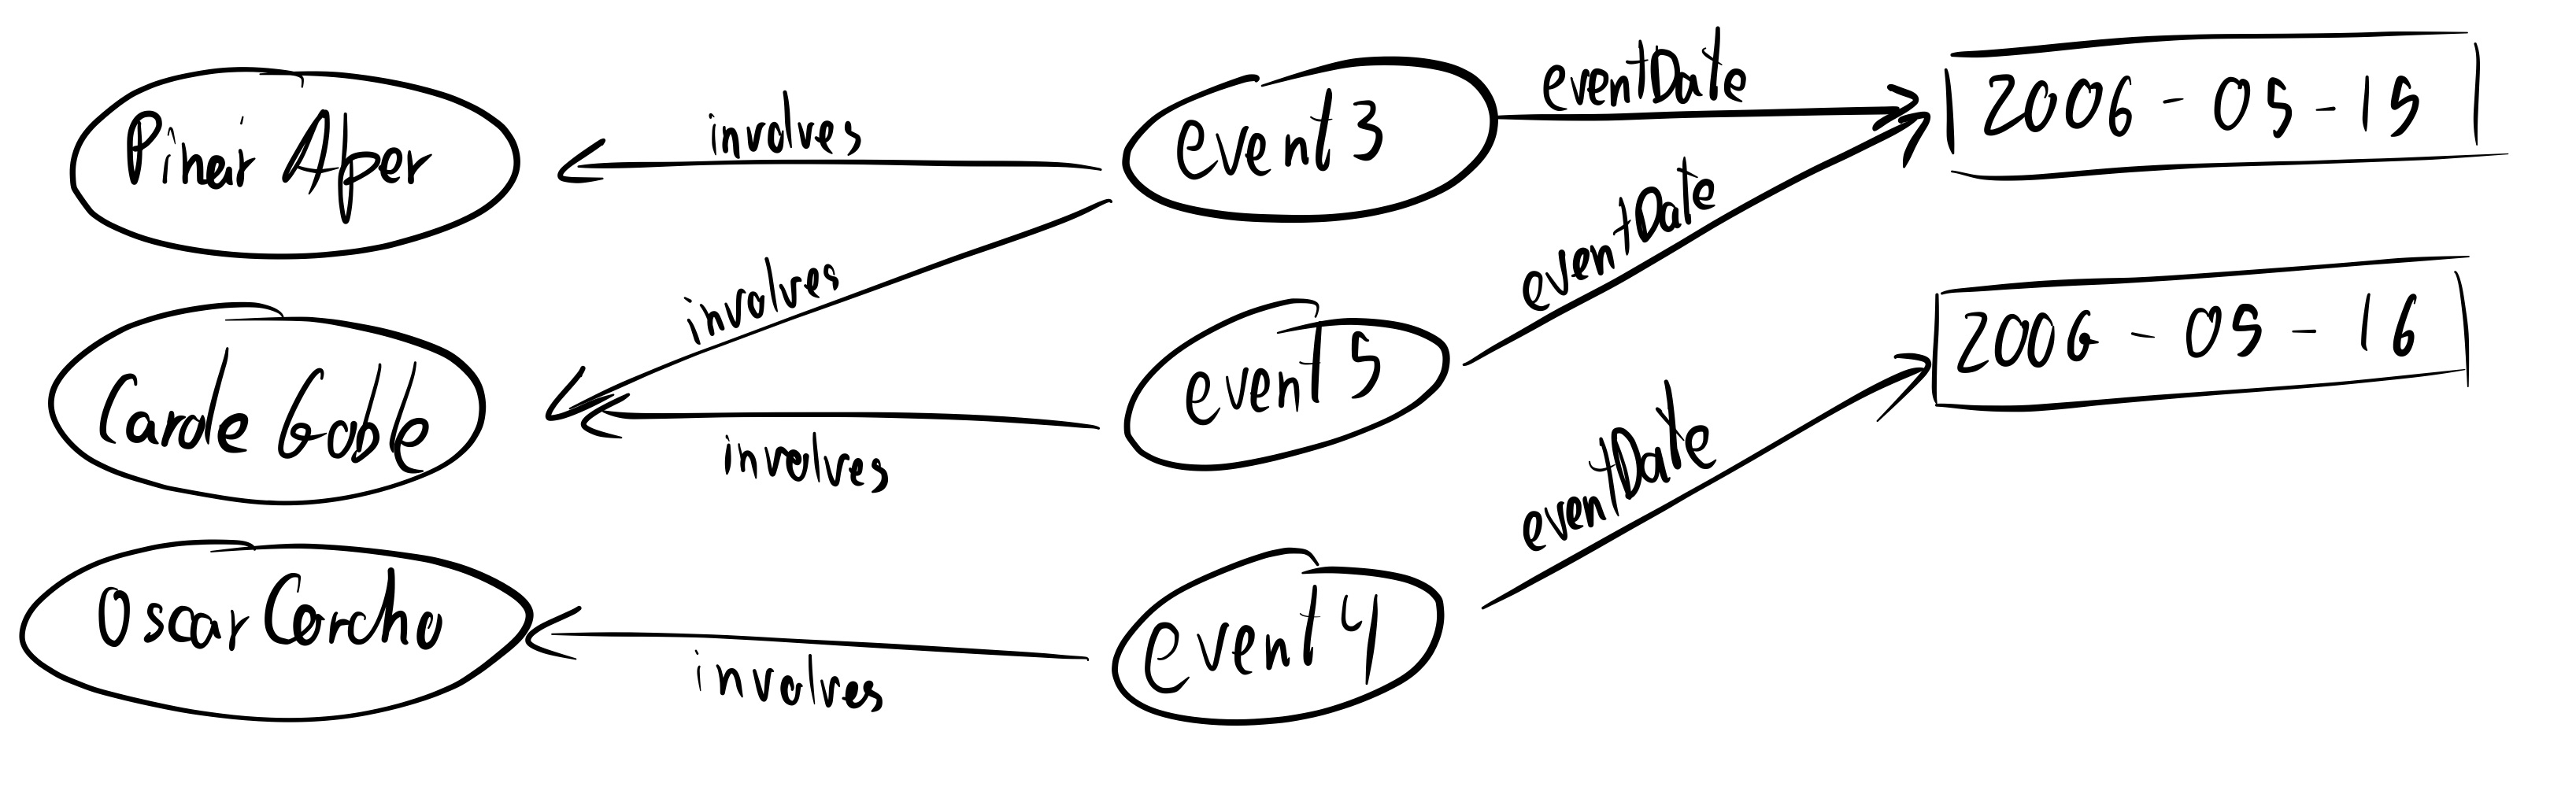 Pinar Alper
involves
event3
eventDate
2006-05-15
involves
eventDate
Carole Goble
involves
event5
2006-05-16
eventDate
Oscar Corcho
involves
event4